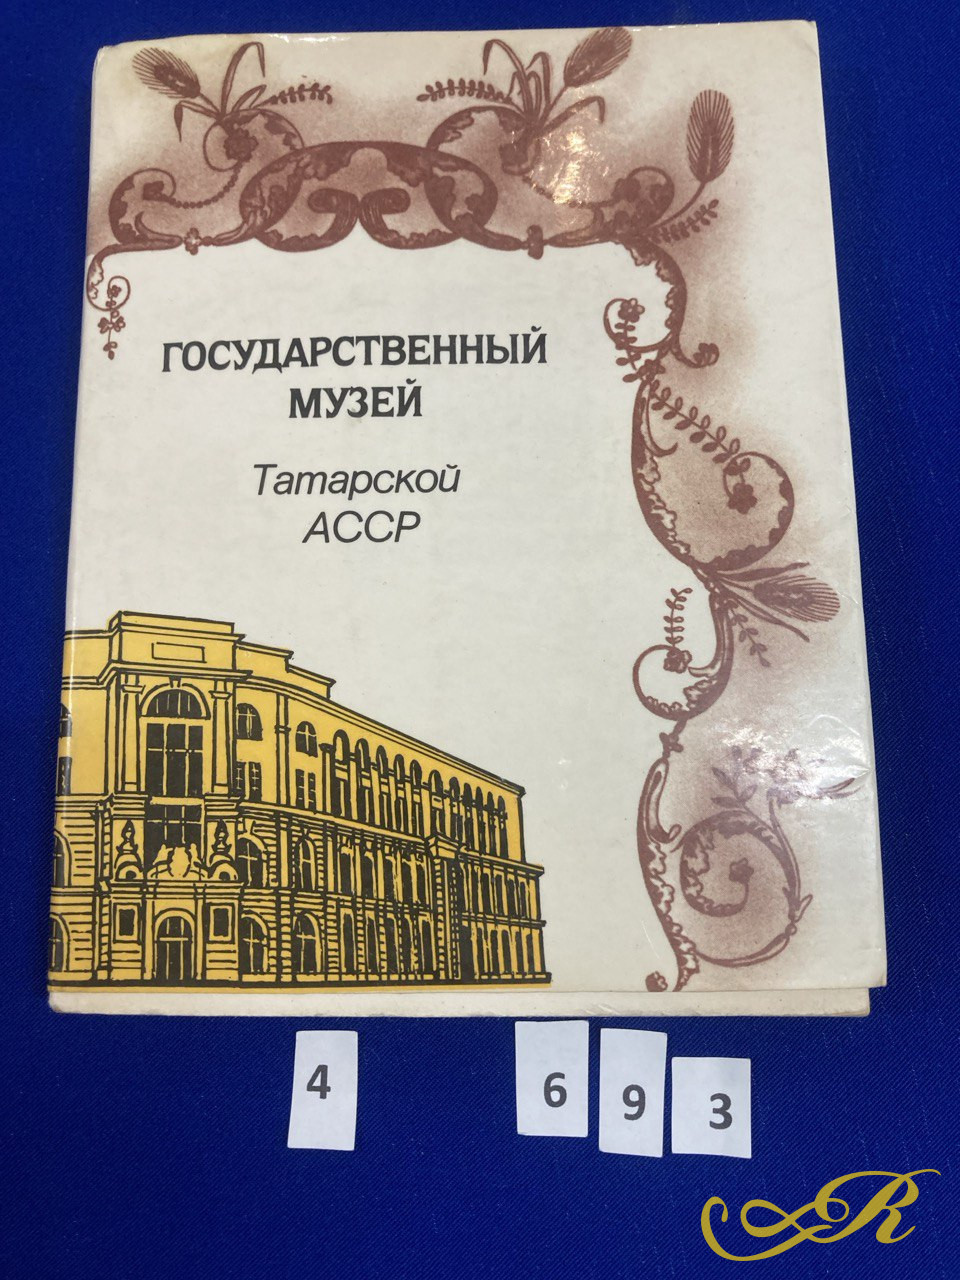 ГОСУДАРСТВЕННЫЙ
МУЗЕЙ
Татарской
АССР
4 6 9 3
R